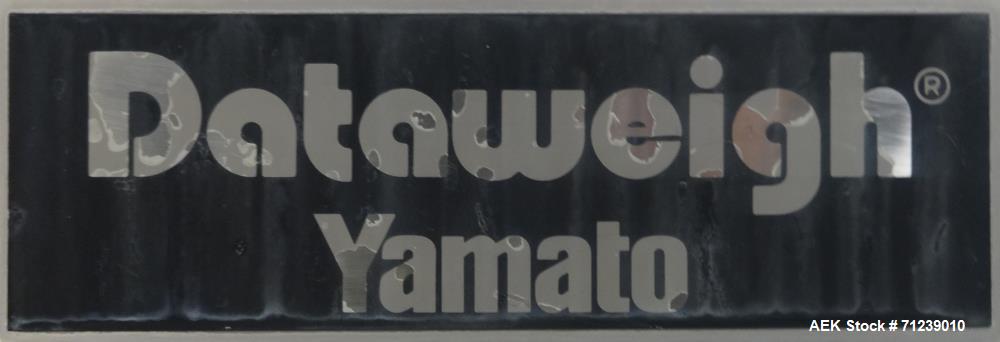 Dataweigh®
Yamato
AEK Stock # 71239010